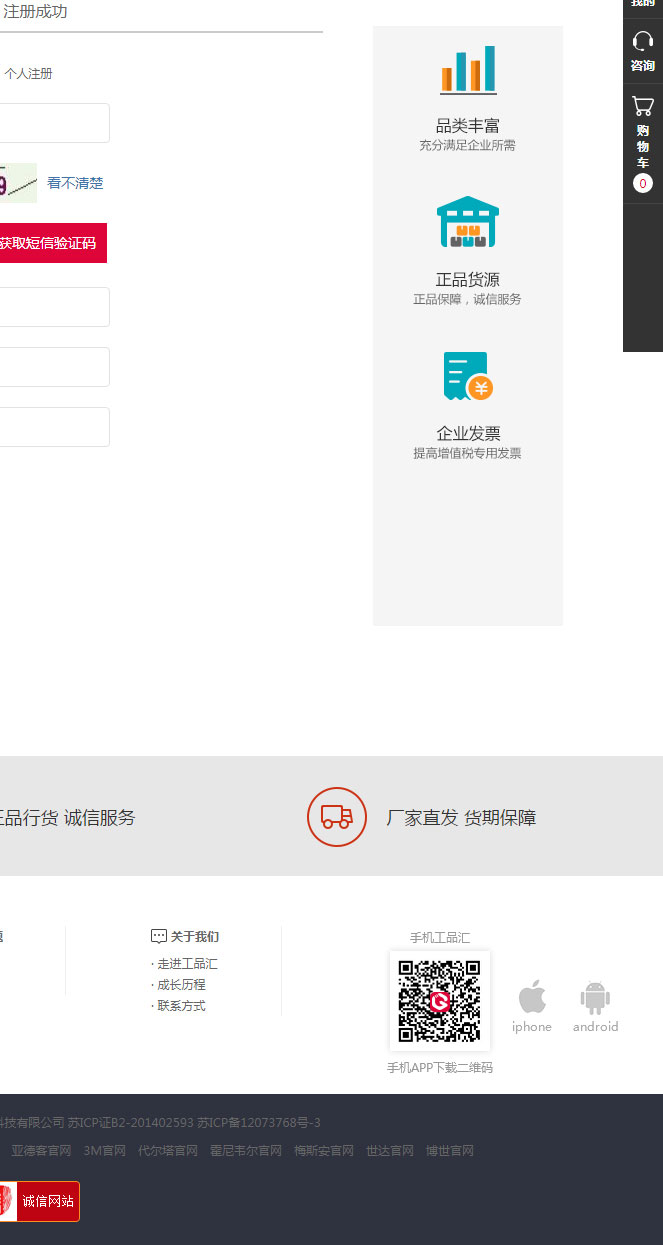 注册成功
个人注册
9
看不清楚
获取短信验证码
品类丰富
充分满足企业所需
正品货源
正品保障，诚信服务
企业发票
提高增值税专用发票
我的
咨询
购
物
车
0
正品行货 诚信服务
厂家直发 货期保障
关于我们
· 走进工品汇
· 成长历程
· 联系方式
手机工品汇
iphone
android
手机APP下载二维码
科技有限公司 苏ICP证B2-201402593 苏ICP备12073768号-3
亚德客官网 3M官网 代尔塔官网 霍尼韦尔官网 梅斯安官网 世达官网 博世官网
诚信网站